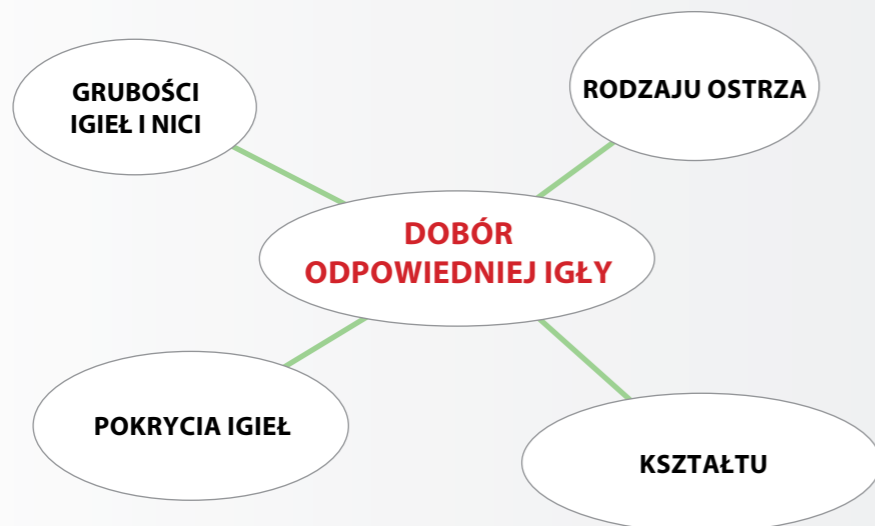 GRUBOŚCI
IGIEŁ I NICI
RODZAJU OSTRZA
DOBÓR
ODPOWIEDNIEJ IGŁY
POKRYCIA IGIEŁ
KSZTAŁTU